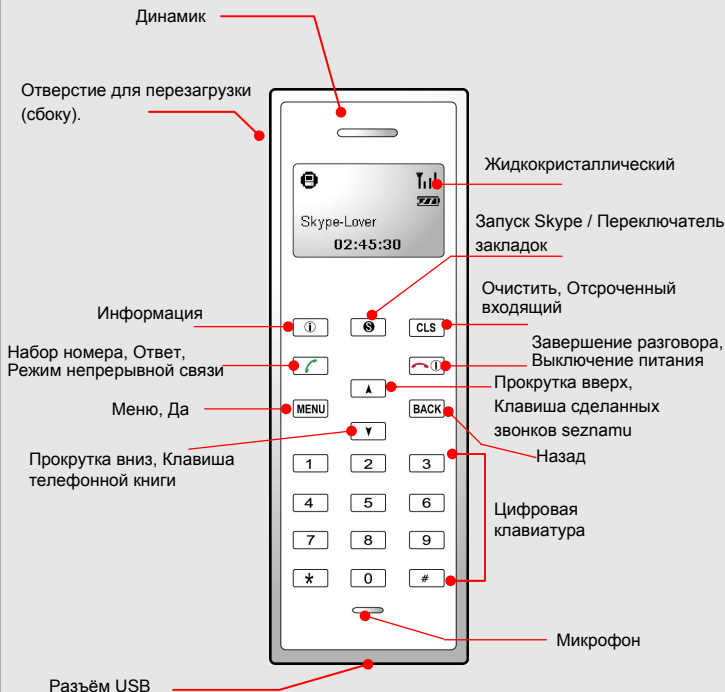 Динамик
Отверстие для перезагрузки
(сбоку).
Жидкокристаллический
Skype-Lover
02:45:30
Запуск Skype / Переключатель
закладок
Очистить, Отсроченный
входящий
Информация
i
S
CLS
Набор номера, Ответ,
Режим непрерывной связи
Завершение разговора,
Выключение питания
Прокрутка вверх,
Клавиша сделанных
звонков seznamu
Меню, Да
MENU
BACK
Назад
Прокрутка вниз, Клавиша
телефонной книги
1 2 3
4 5 6
7 8 9
* 0 #
Цифровая
клавиатура
Микрофон
Разъём USB